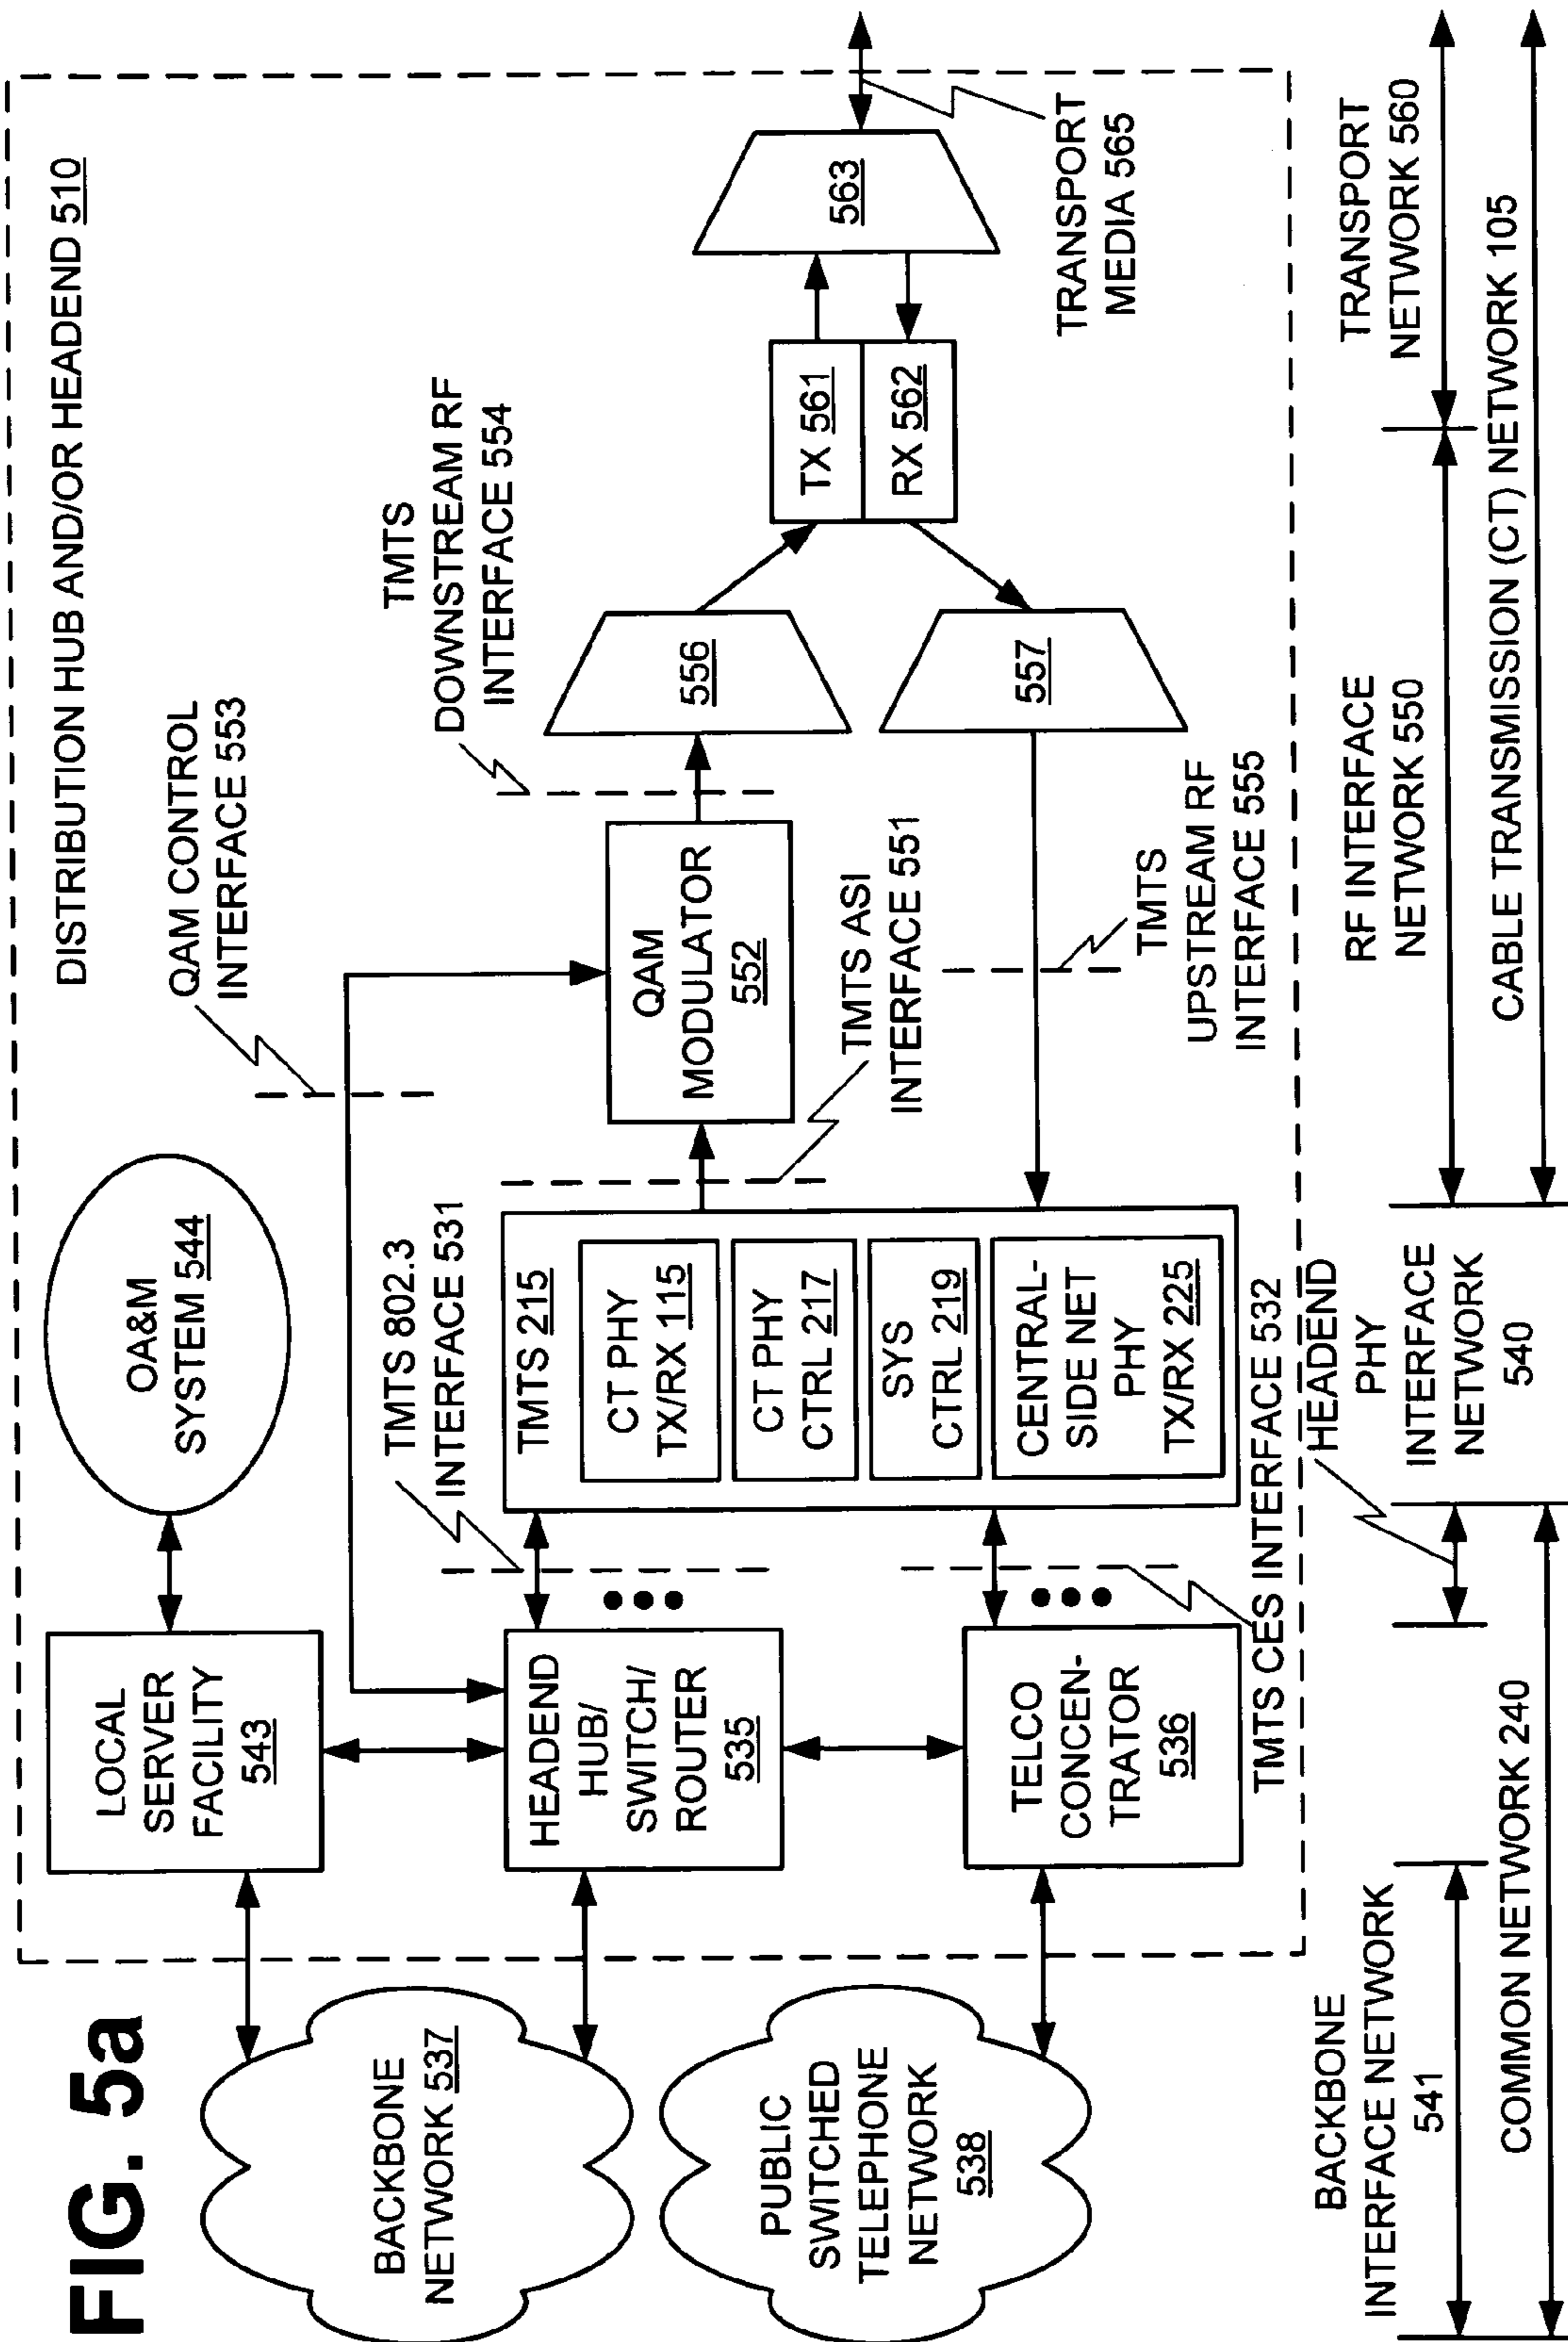 FIG. 5a
DISTRIBUTION HUB AND/OR HEADEND 510
BACKBONE
NETWORK 537
PUBLIC
SWITCHED
TELEPHONE
NETWORK
538
LOCAL
SERVER
FACILITY
543
OA&M
SYSTEM 544
HEADEND
HUB/
SWITCH/
ROUTER
535
TELCO
CONCEN-
TRATOR
536
TMTS 802.3
INTERFACE 531
TMTS CES INTERFACE 532
TMTS 215
CT PHY
TX/RX 115
CT PHY
CTRL 217
SYS
CTRL 219
CENTRAL-
SIDE NET
PHY
TX/RX 225
QAM CONTROL
INTERFACE 553
QAM
MODULATOR
552
TMTS ASI
INTERFACE 551
TMTS
DOWNSTREAM RF
INTERFACE 554
TMTS
UPSTREAM RF
INTERFACE 555
556
557
TX 561
RX 562
563
TRANSPORT
MEDIA 565
BACKBONE
INTERFACE NETWORK
541
HEADEND
PHY
INTERFACE
NETWORK
540
RF INTERFACE
NETWORK 550
TRANSPORT
NETWORK 560
COMMON NETWORK 240
CABLE TRANSMISSION (CT) NETWORK 105